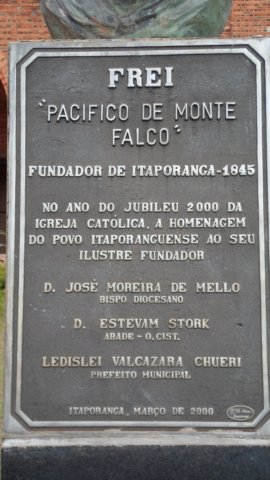 FREI
"PACIFICO DE MONTE
FALCO"
FUNDADOR DE ITAPORANGA-1845
NO ANO DO JUBILEU 2000 DA
IGREJA CATÓLICA, A HOMENAGEM
DO POVO ITAPORANGUENSE AO SEU
ILUSTRE FUNDADOR
D. JOSÉ MOREIRA DE MELLO
BISPO DIOCESANO
D. ESTEVAM STORK
ABADE - O.CIST.
LEDISLEI VALCAZARA CHUERI
PREFEITO MUNICIPAL
ITAPORANGA, MARÇO DE 2000